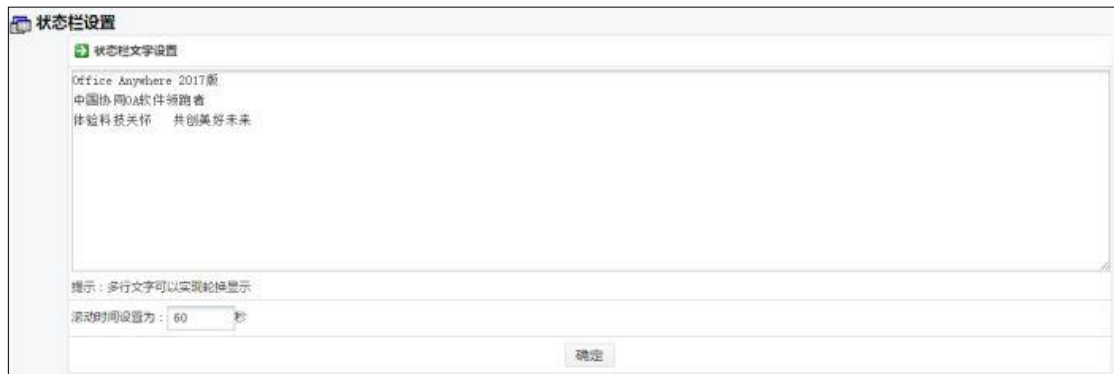 状态栏设置
状态栏文字设置
Office Anywhere 2017版
中国协同OA软件领跑者
体验科技关怀   共创美好未来
提示：多行文字可以实现轮换显示
滚动时间设置为： 60 秒
确定